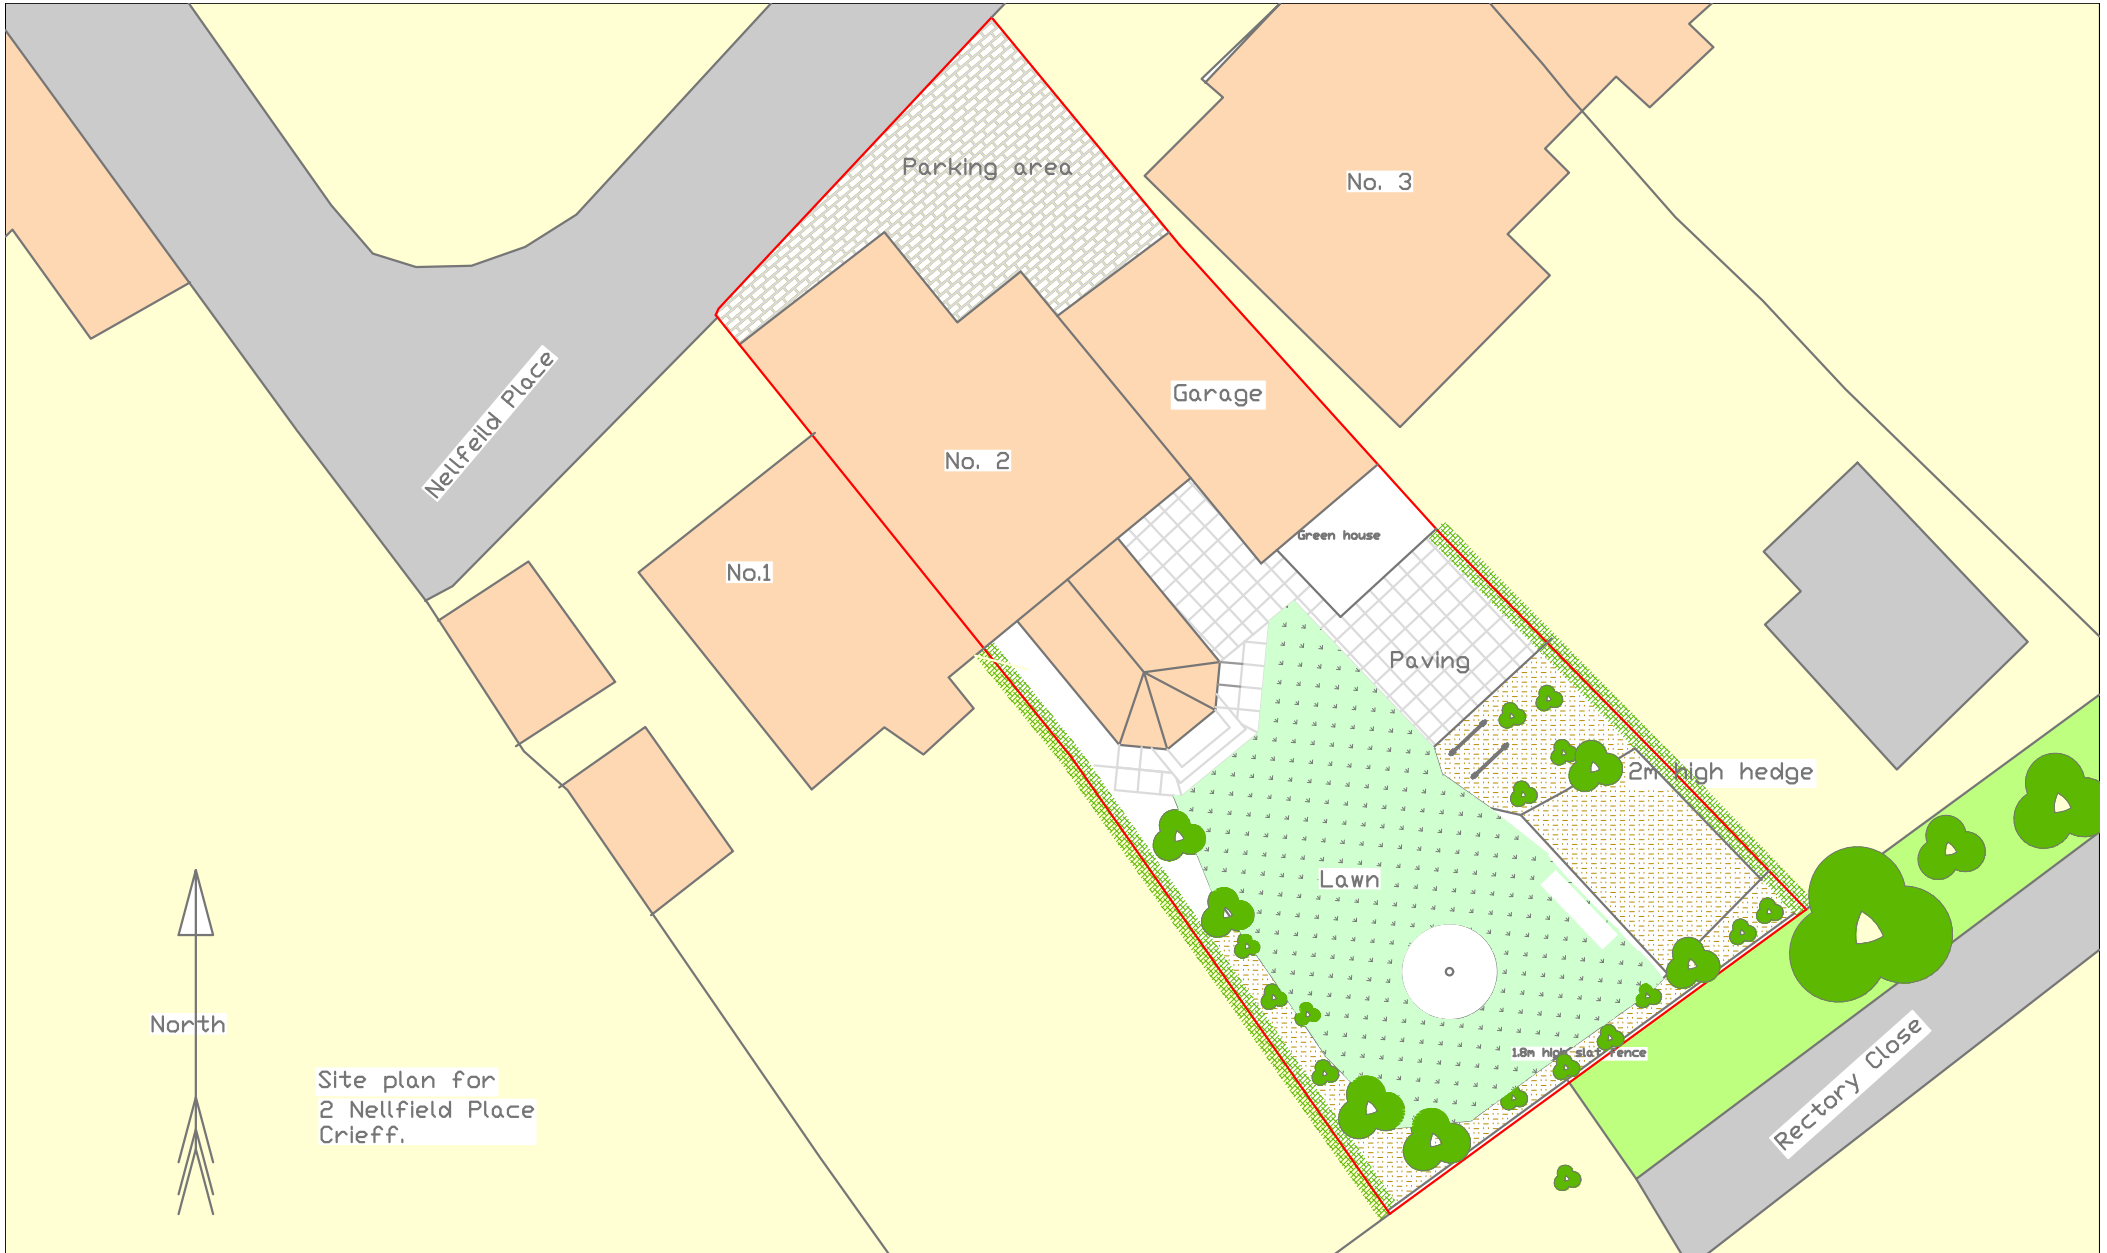 Parking area
No. 3
Nellfeild Place
Garage
No. 2
Green house
No.1
Paving
2m high hedge
Lawn
North
1.8m high slat fence
Rectory Close
Site plan for
2 Nellfield Place
Crieff.